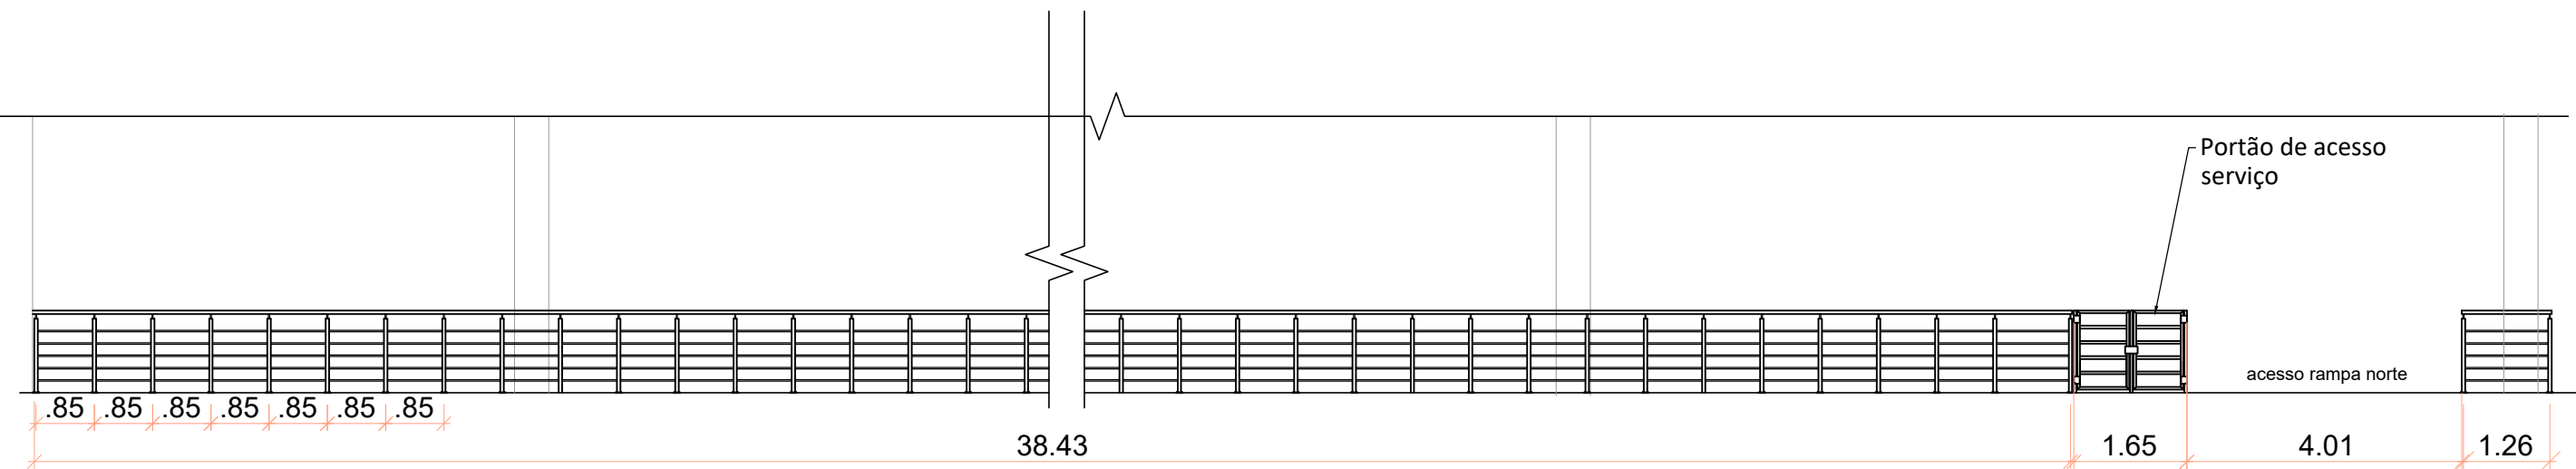 Portão de acesso
serviço
acesso rampa norte
.85 .85 .85 .85 .85 .85 .85
38.43 1.65 4.01 1.26